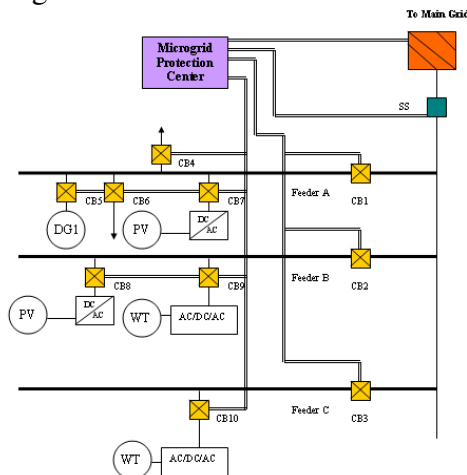 To Main Grid
Microgrid
Protection
Center
SS
CB4
CB5
CB6
CB7
Feeder A
CB1
DG1
PV
DC
AC
Feeder B
CB2
CB8
CB9
PV
DC
AC
WT
AC/DC/AC
CB10
Feeder C
CB3
WT
AC/DC/AC